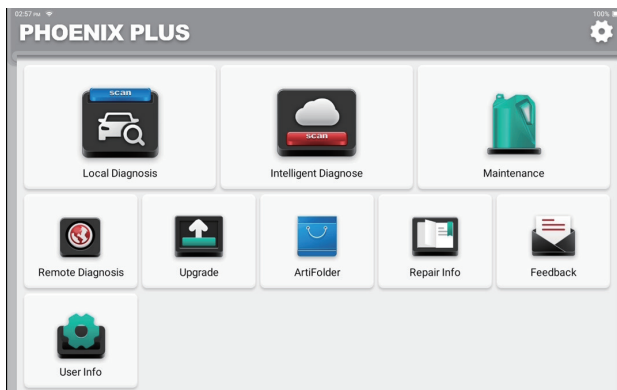 02:57 PM
100%
PHOENIX PLUS
scan
scan
Local Diagnosis
Intelligent Diagnose
Maintenance
Remote Diagnosis
Upgrade
ArtiFolder
Repair Info
Feedback
User Info